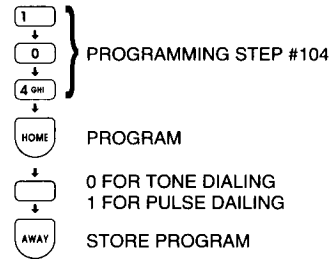 1
0
PROGRAMMING STEP #104
4 GHI
HOME PROGRAM
0 FOR TONE DIALING
1 FOR PULSE DAILING
AWAY STORE PROGRAM